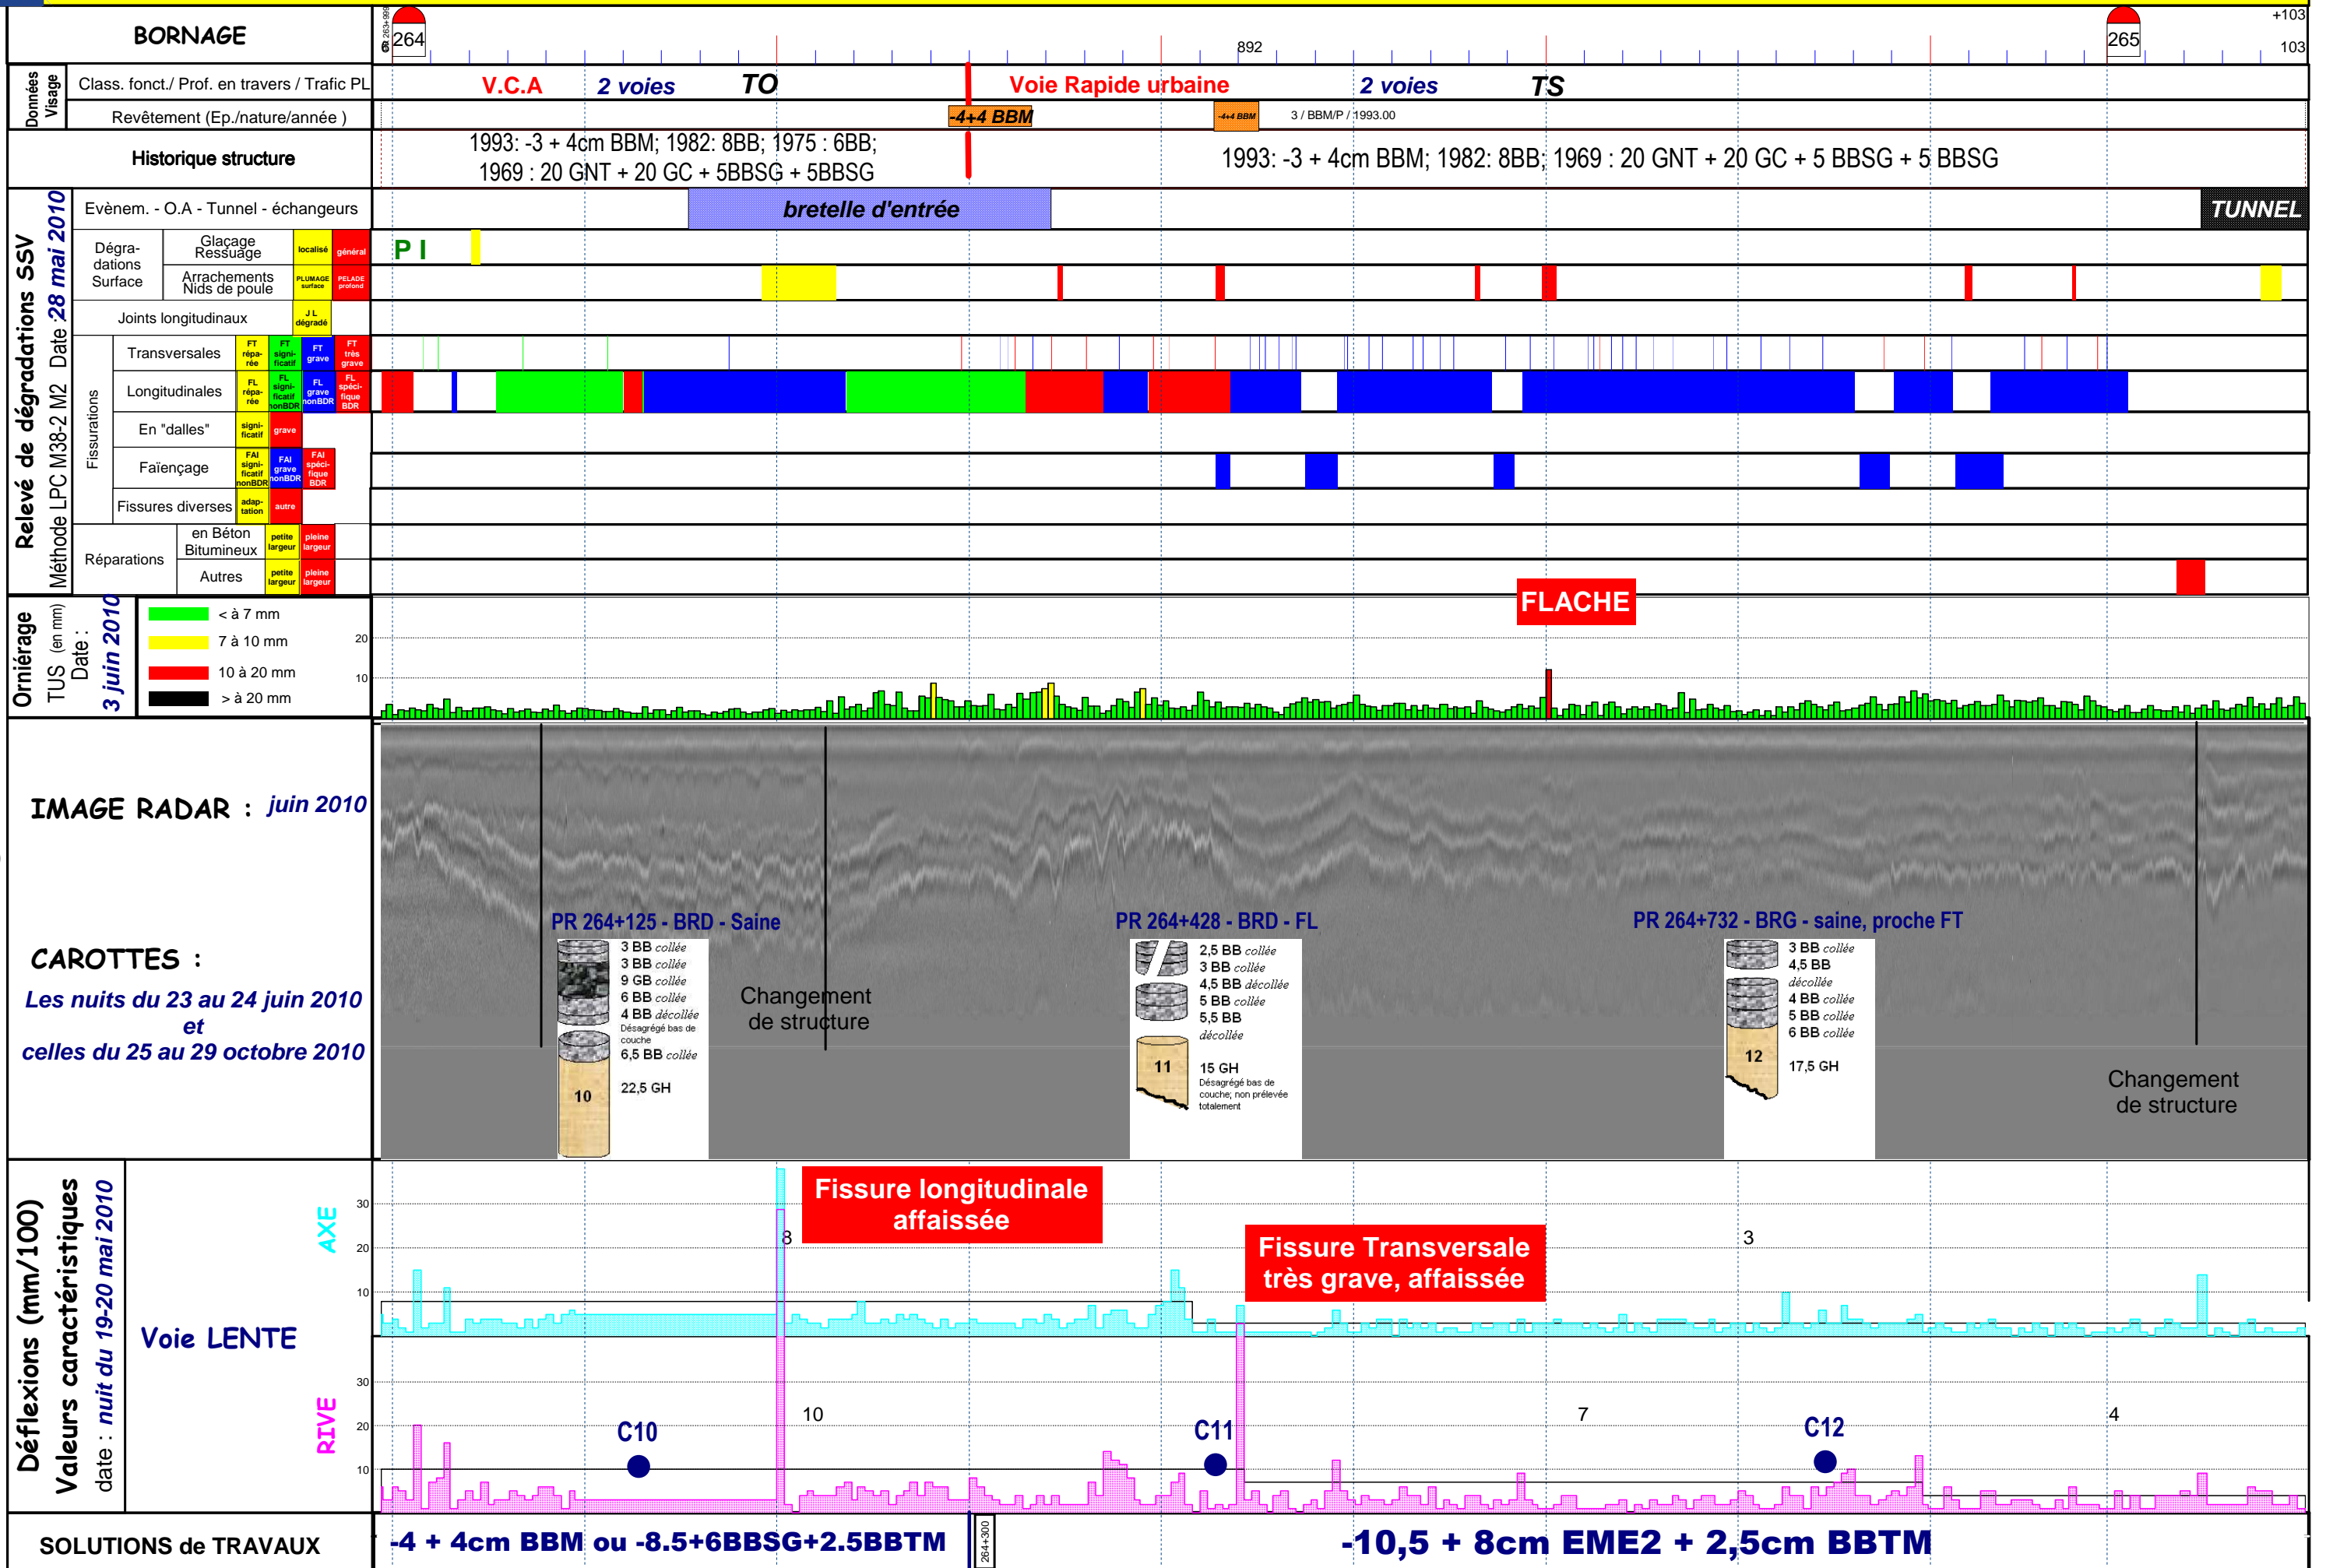 BORNAGE
PR 263+999
264
892
265
+103
103
Données Visage
Class. fonct./ Prof. en travers / Trafic PL
V.C.A
2 voies
TO
Voie Rapide urbaine
2 voies
TS
Revêtement (Ep./nature/année )
-4+4 BBM
-4+4 BBM
3 / BBM/P / 1993.00
Historique structure
1993: -3 + 4cm BBM; 1982: 8BB; 1975 : 6BB;
1969 : 20 GNT + 20 GC + 5BBSG + 5BBSG
1993: -3 + 4cm BBM; 1982: 8BB; 1969 : 20 GNT + 20 GC + 5 BBSG + 5 BBSG
Relevé de dégradations SSV
Méthode LPC M38-2 M2 Date : 28 mai 2010
Evènem. - O.A - Tunnel - échangeurs
bretelle d'entrée
TUNNEL
Dégra-
dations
Surface
Glaçage
Ressuage
localisé
général
P I
Arrachements
Nids de poule
PLUMAGE
surface
PELADE
profond
Joints longitudinaux
J L
dégradé
Fissurations
Transversales
FT
répa-
rée
FT
signi-
ficatif
FT
grave
FT
très
grave
Longitudinales
FL
répa-
rée
FL
signi-
ficatif
nonBDR
FL
grave
nonBDR
FL
spéci-
fique
BDR
En "dalles"
signi-
ficatif
grave
Faïençage
FAI
signi-
ficatif
nonBDR
FAI
grave
nonBDR
FAI
spéci-
fique
BDR
Fissures diverses
adap-
tation
autre
Réparations
en Béton
Bitumineux
petite
largeur
pleine
largeur
Autres
petite
largeur
pleine
largeur
Orniérage
TUS (en mm)
Date :
3 juin 2010
< à 7 mm
7 à 10 mm
10 à 20 mm
> à 20 mm
20
10
FLACHE
IMAGE RADAR : juin 2010
CAROTTES :
Les nuits du 23 au 24 juin 2010
et
celles du 25 au 29 octobre 2010
PR 264+125 - BRD - Saine
3 BB collée
3 BB collée
9 GB collée
6 BB collée
4 BB décollée
Désagrégé bas de
couche
6,5 BB collée
22,5 GH
10
Changement
de structure
PR 264+428 - BRD - FL
2,5 BB collée
3 BB collée
4,5 BB décollée
5 BB collée
5,5 BB
décollée
15 GH
Désagrégé bas de
couche; non prélevée
totalement
11
PR 264+732 - BRG - saine, proche FT
3 BB collée
4,5 BB
décollée
4 BB collée
5 BB collée
6 BB collée
17,5 GH
12
Changement
de structure
Déflexions (mm/100)
Valeurs caractéristiques
date : nuit du 19-20 mai 2010
Voie LENTE
AXE
30
20
10
8
Fissure longitudinale
affaissée
Fissure Transversale
très grave, affaissée
3
RIVE
30
20
10
C10
10
C11
7
C12
4
SOLUTIONS de TRAVAUX
-4 + 4cm BBM ou -8.5+6BBSG+2.5BBTM
264+300
-10,5 + 8cm EME2 + 2,5cm BBTM